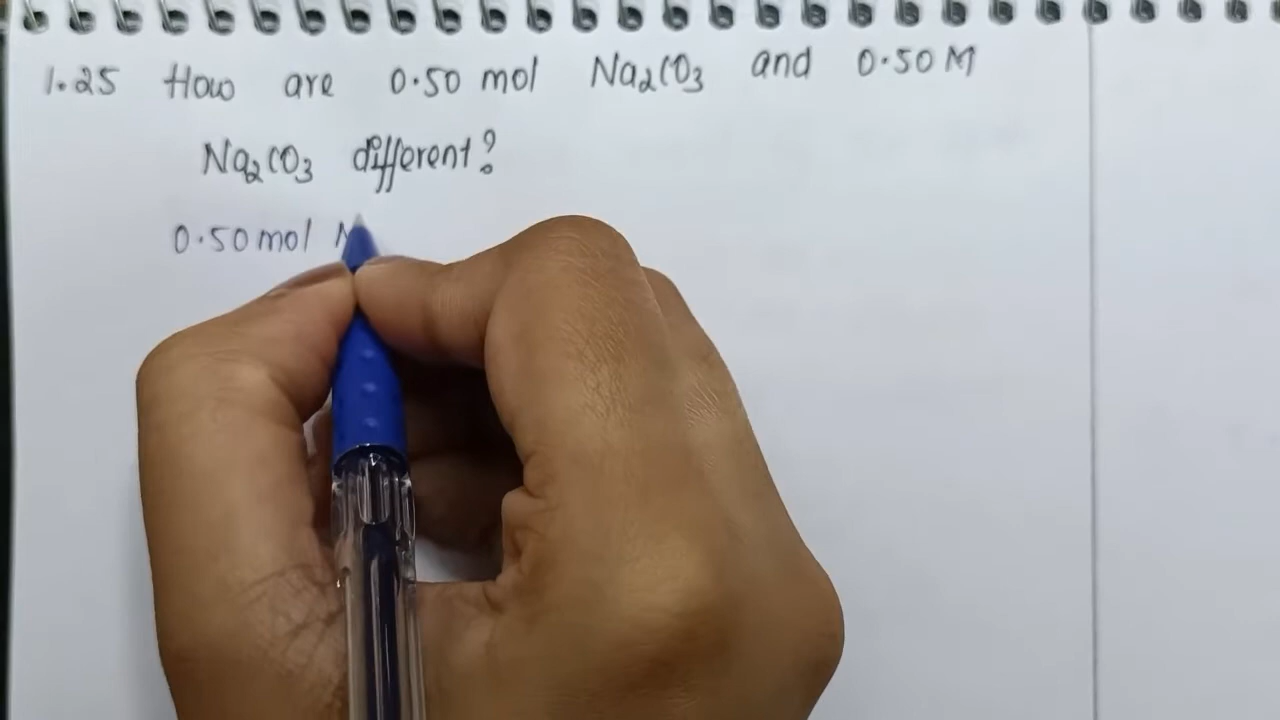 1.25 How are 0.50 mol Na₂CO₃ and 0.50 M
Na₂CO₃ different?
0.50 mol N